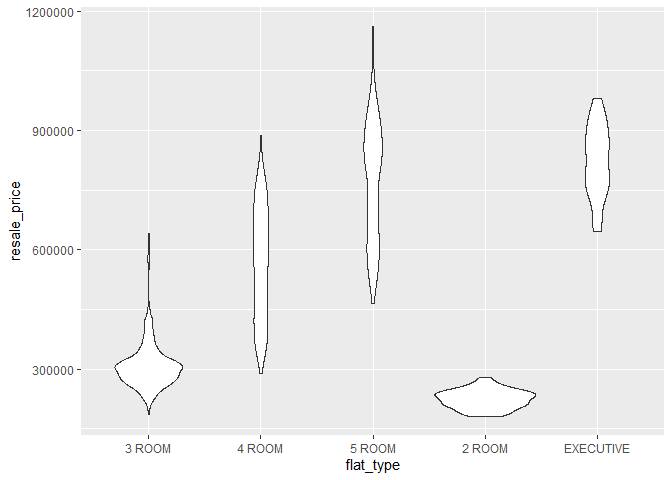 1200000
900000
600000
300000
resale_price
3 ROOM
4 ROOM
5 ROOM
2 ROOM
EXECUTIVE
flat_type